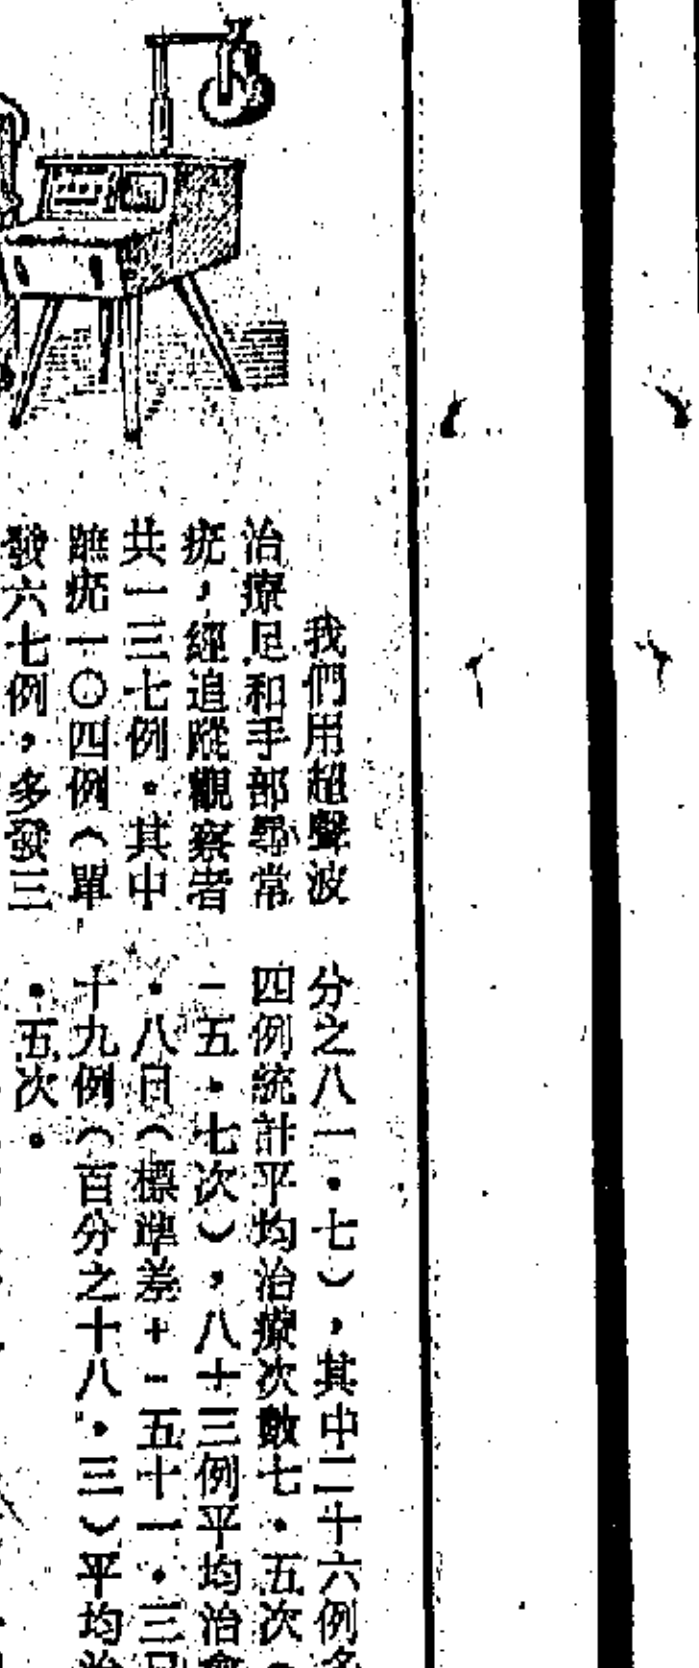 我們用超聲波
治療足和手部尋常
疣，經追蹤觀察者
共一三七例。其中
蹠疣一〇四例（單
發六七例，多發三
分之八一・七），其中二十六例多
四例統計平均治療次數七・五次
－五・七次），八十三例平均治癒
・八日（標準差＋－五十一・三日
十九例（百分之十八・三）平均治
・五次。